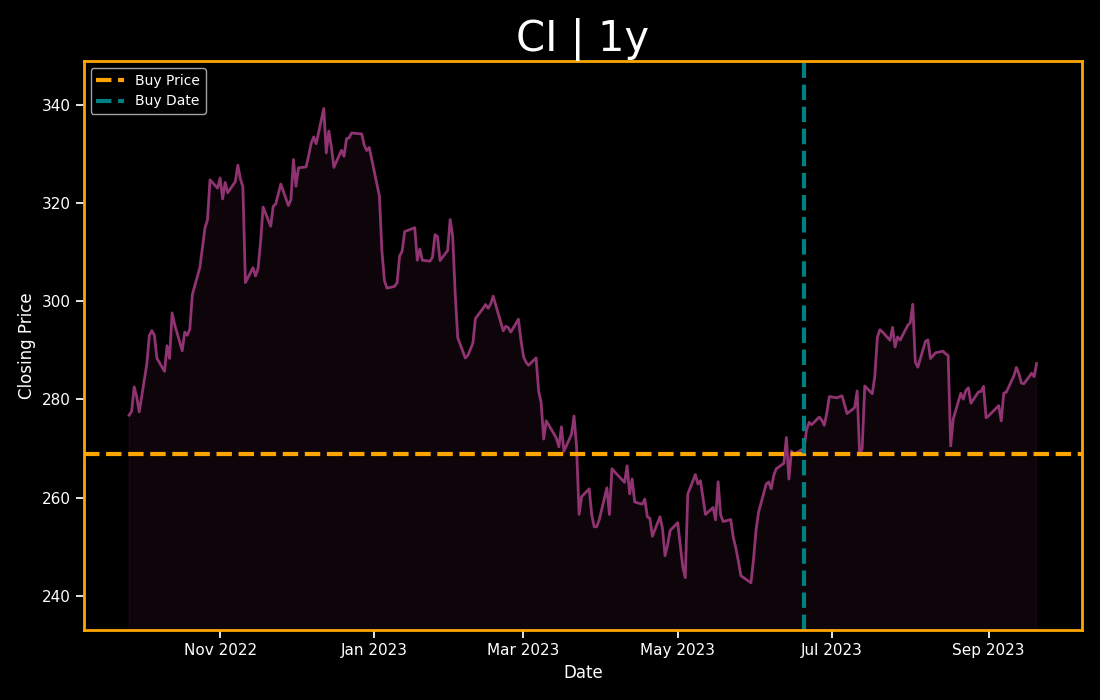 CI | 1y
Buy Price
Buy Date
340
320
300
280
260
240
Closing Price
Nov 2022
Jan 2023
Mar 2023
May 2023
Jul 2023
Sep 2023
Date